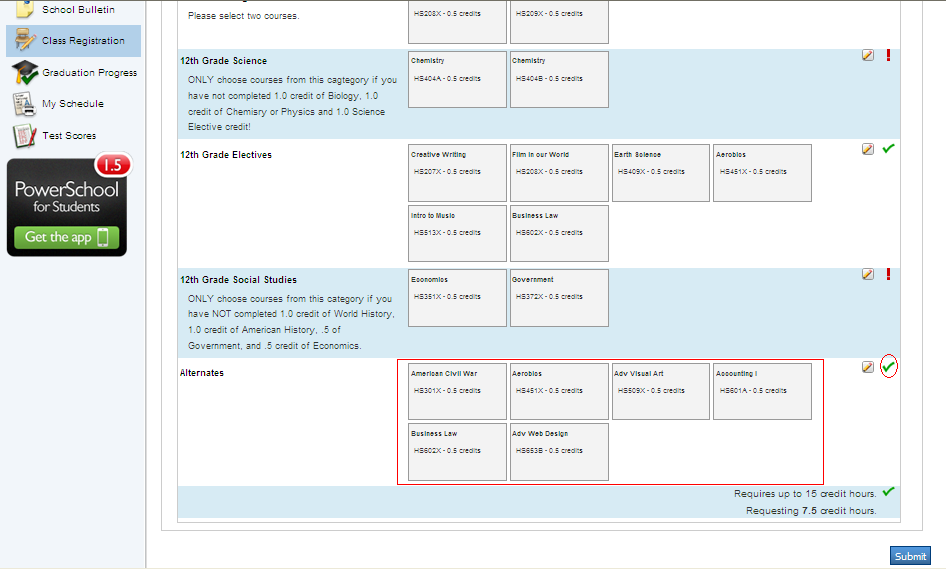 School Bulletin
Class Registration
Graduation Progress
My Schedule
Test Scores
1.5
PowerSchool
for Students
Get the app
Please select two courses.
HS208X - 0.5 credits
HS209X - 0.5 credits
12th Grade Science
ONLY choose courses from this cagtegory if you
have not completed 1.0 credit of Biology, 1.0
credit of Chemisry or Physics and 1.0 Science
Elective credit!
Chemistry
HS404A - 0.5 credits
Chemistry
HS404B - 0.5 credits
12th Grade Electives
Creative Writing
HS207X - 0.5 credits
Film in our World
HS208X - 0.5 credits
Earth Science
HS409X - 0.5 credits
Aerobics
HS451X - 0.5 credits
Intro to Music
HS513X - 0.5 credits
Business Law
HS602X - 0.5 credits
12th Grade Social Studies
ONLY choose courses from this category if you
have NOT completed 1.0 credit of World History,
1.0 credit of American History, .5 of
Government, and .5 credit of Economics.
Economics
HS351X - 0.5 credits
Government
HS372X - 0.5 credits
Alternates
American Civil War
HS301X - 0.5 credits
Aerobics
HS451X - 0.5 credits
Adv Visual Art
HS509X - 0.5 credits
Accounting I
HS601A - 0.5 credits
Business Law
HS602X - 0.5 credits
Adv Web Design
HS653B - 0.5 credits
Requires up to 15 credit hours.
Requesting 7.5 credit hours.
Submit